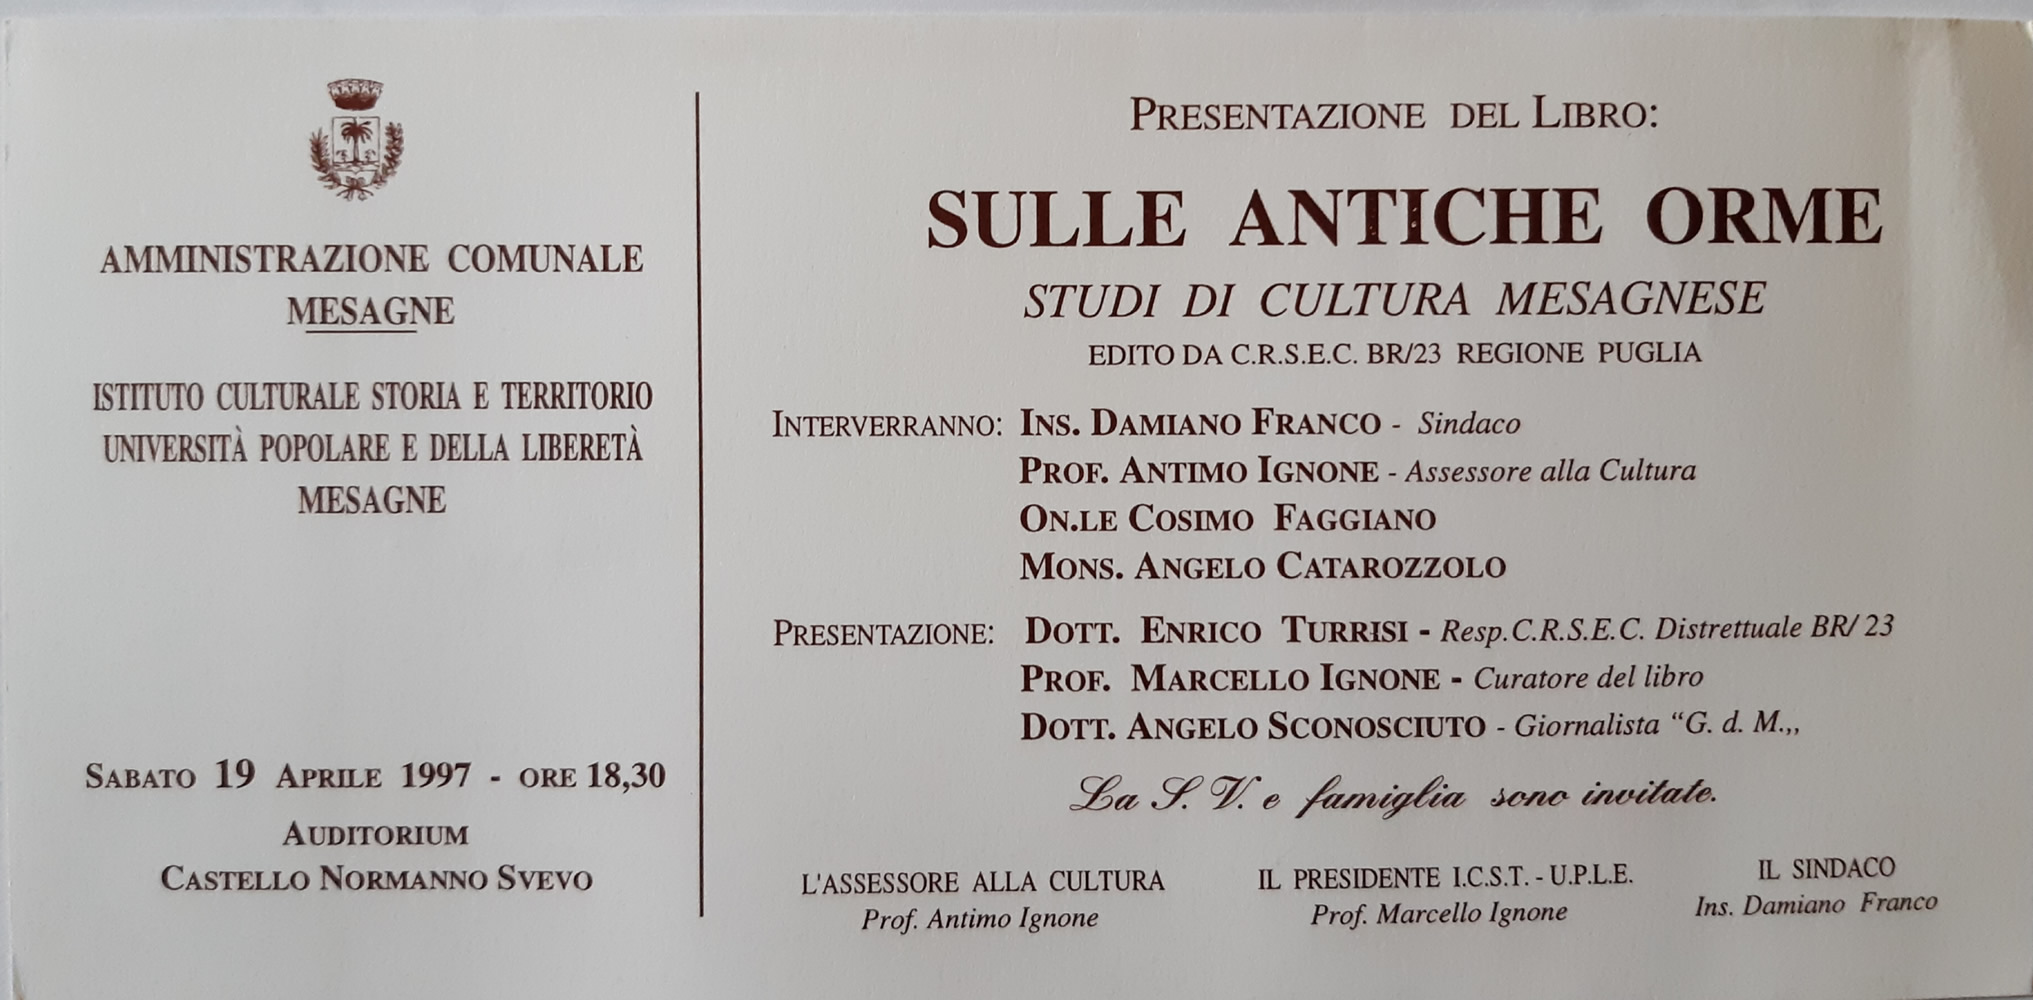 AMMINISTRAZIONE COMUNALE
MESAGNE
ISTITUTO CULTURALE STORIA E TERRITORIO
UNIVERSITÀ POPOLARE E DELLA LIBERETÀ
MESAGNE
SABATO 19 APRILE 1997 - ORE 18,30
AUDITORIUM
CASTELLO NORMANNO SVEVO
PRESENTAZIONE DEL LIBRO:
SULLE ANTICHE ORME
STUDI DI CULTURA MESAGNESE
EDITO DA C.R.S.E.C. BR/23 REGIONE PUGLIA
INTERVERRANNO: INS. DAMIANO FRANCO - Sindaco
PROF. ANTIMO IGNONE - Assessore alla Cultura
ON.LE COSIMO FAGGIANO
MONS. ANGELO CATAROZZOLO
PRESENTAZIONE: DOTT. ENRICO TURRISI - Resp.C.R.S.E.C. Distrettuale BR/ 23
PROF. MARCELLO IGNONE - Curatore del libro
DOTT. ANGELO SCONOSCIUTO - Giornalista “G. d. M.,,
La S. V. e famiglia sono invitate.
L'ASSESSORE ALLA CULTURA
Prof. Antimo Ignone
IL PRESIDENTE I.C.S.T. - U.P.L.E.
Prof. Marcello Ignone
IL SINDACO
Ins. Damiano Franco